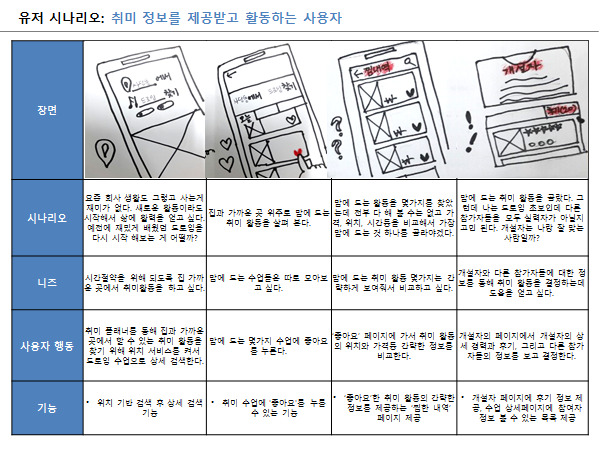 유저 시나리오: 취미 정보를 제공받고 활동하는 사용자
장면
에서
찾기
찾기
찜내역
개설자
시나리오
요즘 회사 생활도 그렇고 사는게
재미가 없다. 새로운 활동이라도
시작해서 삶에 활력을 얻고 싶다.
예전에 재밌게 배웠던 드로잉을
다시 시작 해보는 게 어떨까?
집과 가까운 곳 위주로 맘에 드는
취미 활동을 살펴 본다.
맘에 드는 활동을 몇가지를 찾았
는데 전부 다 해 볼 수는 없고 가
격, 위치, 시간등을 비교해서 가장
맘에 드는 것 하나를 골라야겠다.
맘에 드는 취미 활동을 골랐다. 그
런데 나는 드로잉 초보인데 다른
참가자들을 모두 실력자가 아닐지
고민 된다. 개설자는 나랑 잘 맞는
사람일까?
니즈
시간절약을 위해 되도록 집 가까
운 곳에서 취미활동을 하고 싶다.
맘에 드는 수업들은 따로 모아보
고 싶다.
맘에 드는 취미 활동 몇가지는 간
략하게 보여줘서 비교하고 싶다.
개설자와 다른 참가자들에 대한 정
보를 통해 취미 활동을 결정하는데
도움을 얻고 싶다.
사용자 행동
취미 플래너를 통해 집과 가까운
곳에서 할 수 있는 취미 활동을
찾기 위해 위치 서비스를 켜서
드로잉 수업으로 상세 검색한다.
맘에 드는 몇가지 수업에 좋아요
를 누른다.
‘좋아요’ 페이지에 가서 취미 활동
의 위치와 가격등 간략한 정보를
비교한다.
개설자의 페이지에서 개설자의 상
세 경력과 후기, 그리고 다른 참가
자들의 정보를 보고 결정한다.
기능
• 위치 기반 검색 후 상세 검색
기능
• 취미 수업에 ‘좋아요’를 누를
수 있는 기능
• ‘좋아요’한 취미 활동의 간략한
정보를 제공하는 ‘찜한 내역’
페이지 제공
• 개설자 페이지에 후기 정보 제
공, 수업 상세페이지에 참여자
정보 볼 수 있는 목록 제공